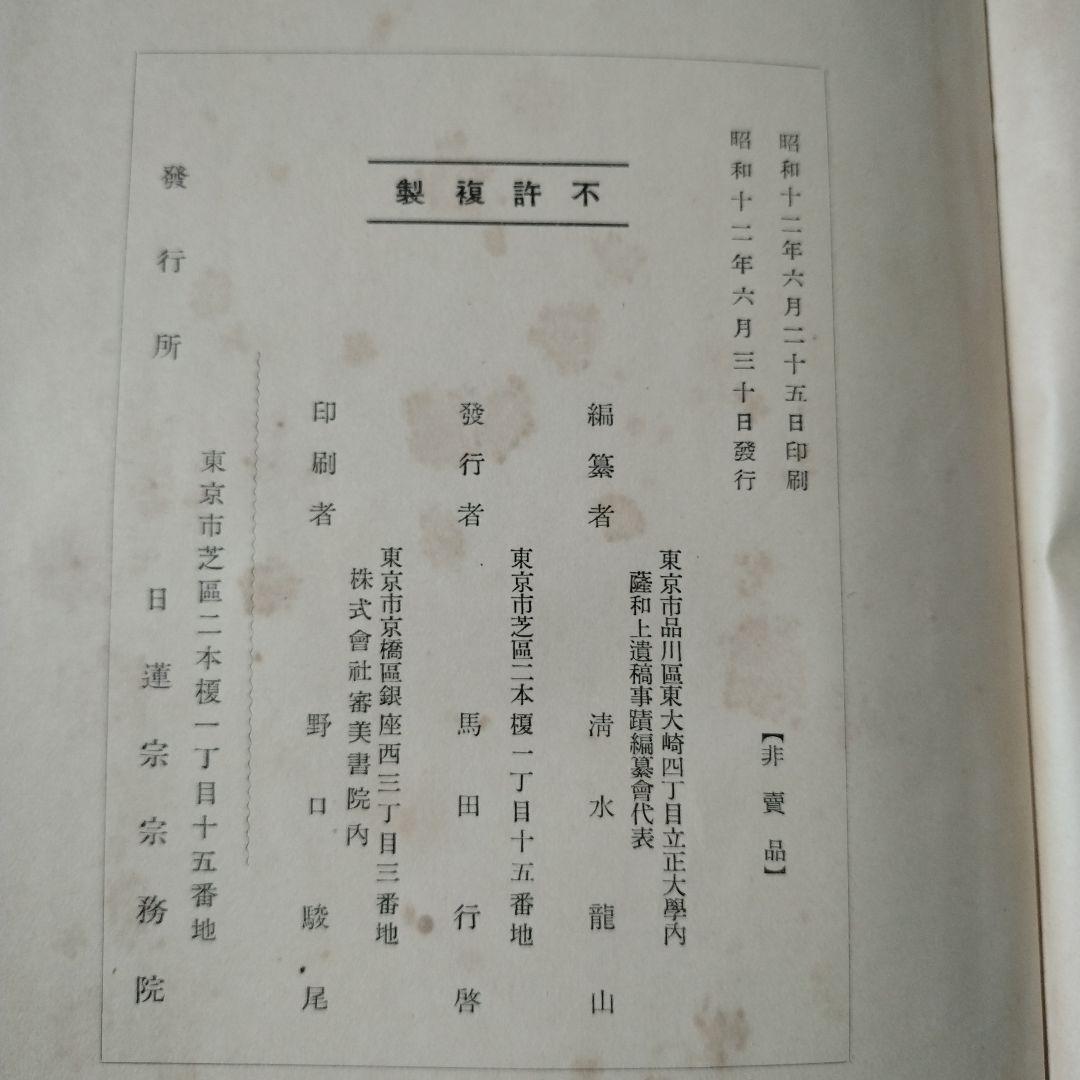 昭和十二年六月二十五日印刷
昭和十二年六月三十日發行
【非賣品】
不許複製
東京市品川區東大崎四丁目立正大學內
薩和上遺稿事蹟編纂會代表
編纂者 淸水龍山
東京市芝區二本榎一丁目十五番地
發行者 馬田行啓
東京市京橋區銀座西三丁目三番地
株式會社審美書院內
印刷者 野口駿尾
東京市芝區二本榎一丁目十五番地
發行所 日蓮宗宗務院